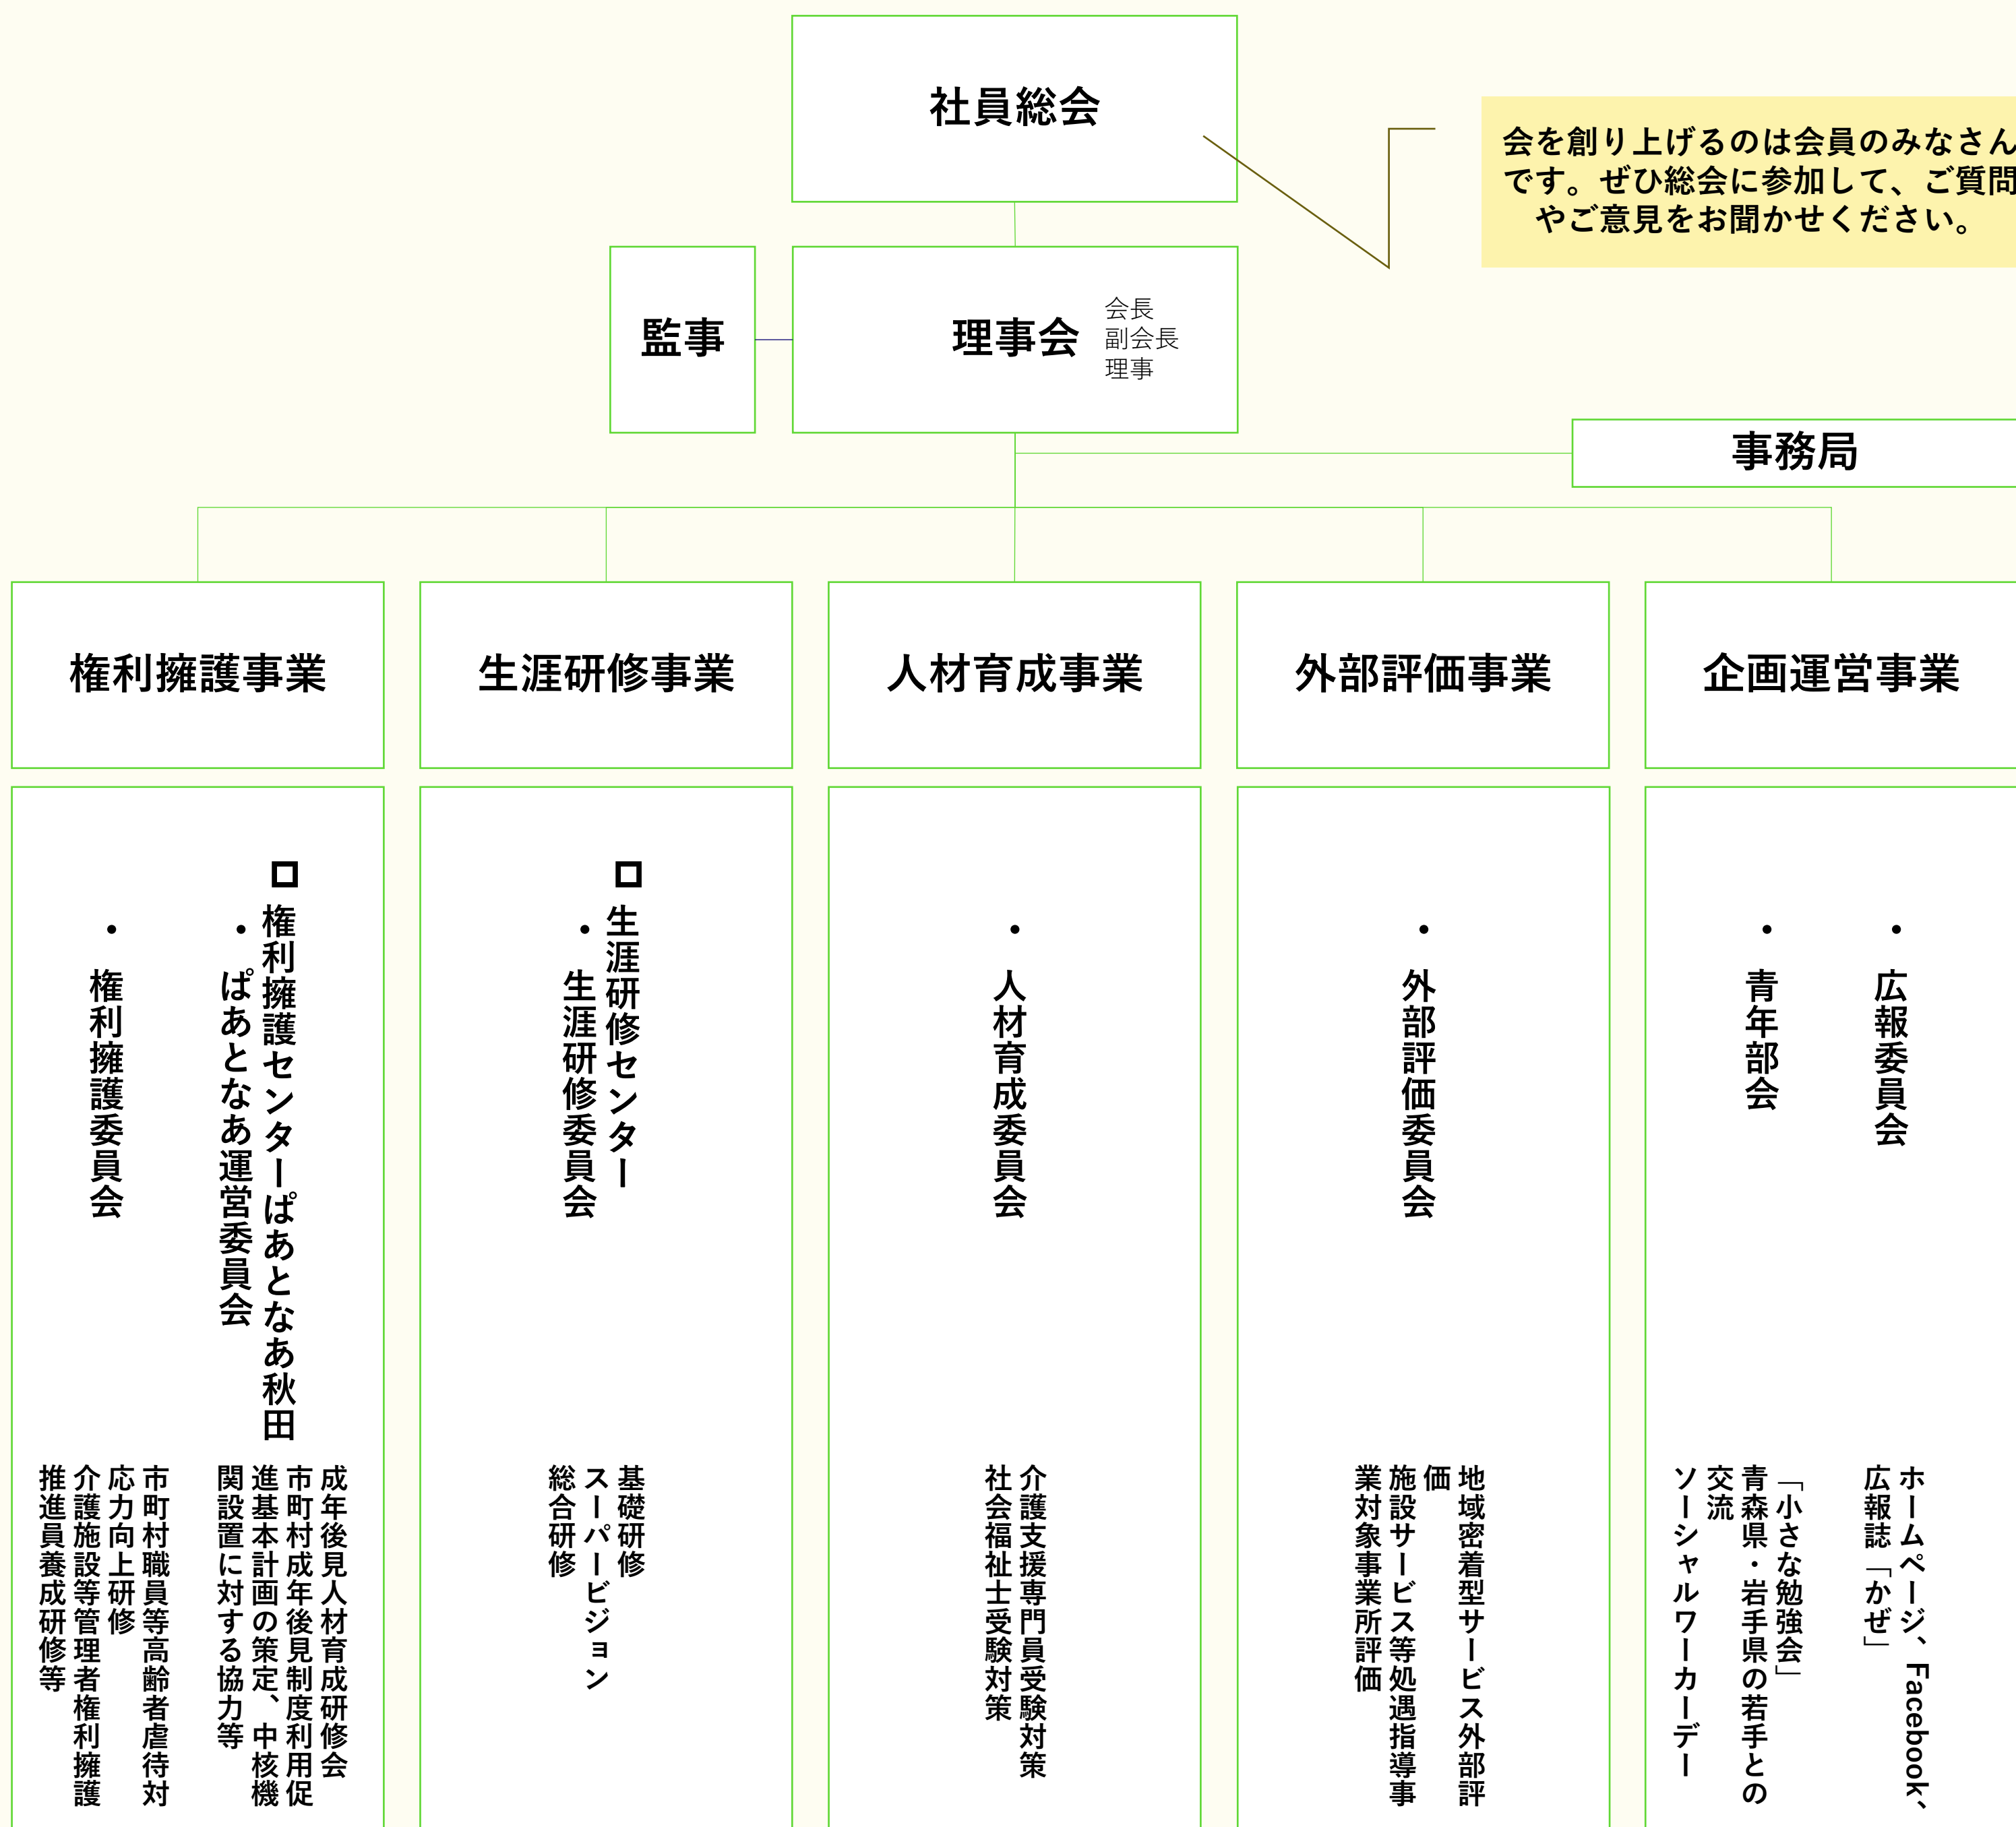 社員総会
会を創り上げるのは会員のみなさん
です。ぜひ総会に参加して、ご質問
やご意見をお聞かせください。
監事
理事会
会長
副会長
理事
事務局
権利擁護事業
生涯研修事業
人材育成事業
外部評価事業
企画運営事業
権利擁護センターぱあとなあ秋田
・ ぱあとなあ運営委員会
・ 権利擁護委員会
成年後見人材育成研修会
市町村成年後見制度利用促
進基本計画の策定、中核機
関設置に対する協力等
市町村職員等高齢者虐待対
応力向上研修
介護施設等管理者権利擁護
推進員養成研修等
生涯研修センター
・ 生涯研修委員会
基礎研修
スーパービジョン
総合研修
・ 人材育成委員会
介護支援専門員受験対策
社会福祉士受験対策
・ 外部評価委員会
地域密着型サービス外部評
価
施設サービス等処遇指導事
業対象事業所評価
・ 広報委員会
・ 青年部会
ホームページ、Facebook、
広報誌「かぜ」
「小さな勉強会」
青森県・岩手県の若手との
交流
ソーシャルワーカーデー